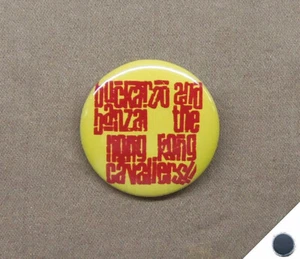 buckaroo and
banzai the
hong kong
cavaliers!!